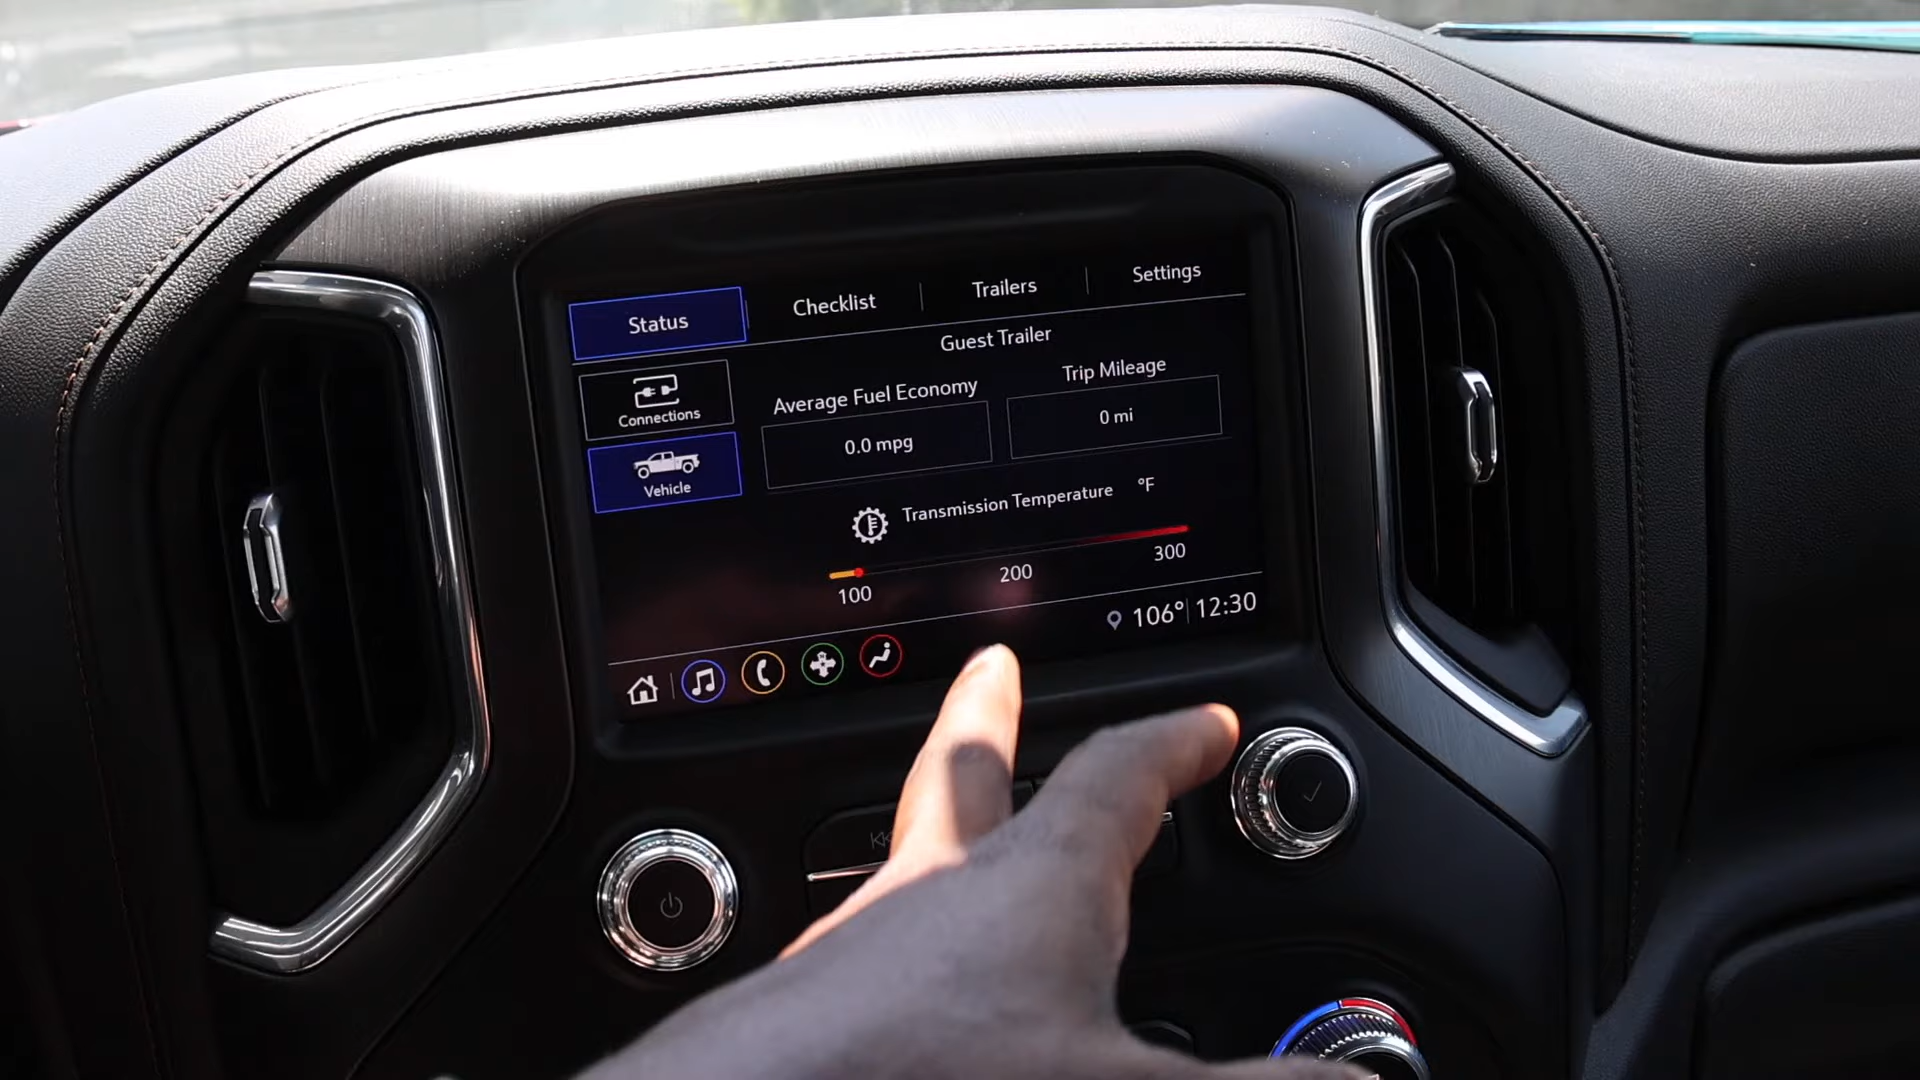 Status
Checklist
Trailers
Settings
Guest Trailer
Connections
Vehicle
Average Fuel Economy
0.0 mpg
Trip Mileage
0 mi
Transmission Temperature °F
100
200
300
106°
12:30